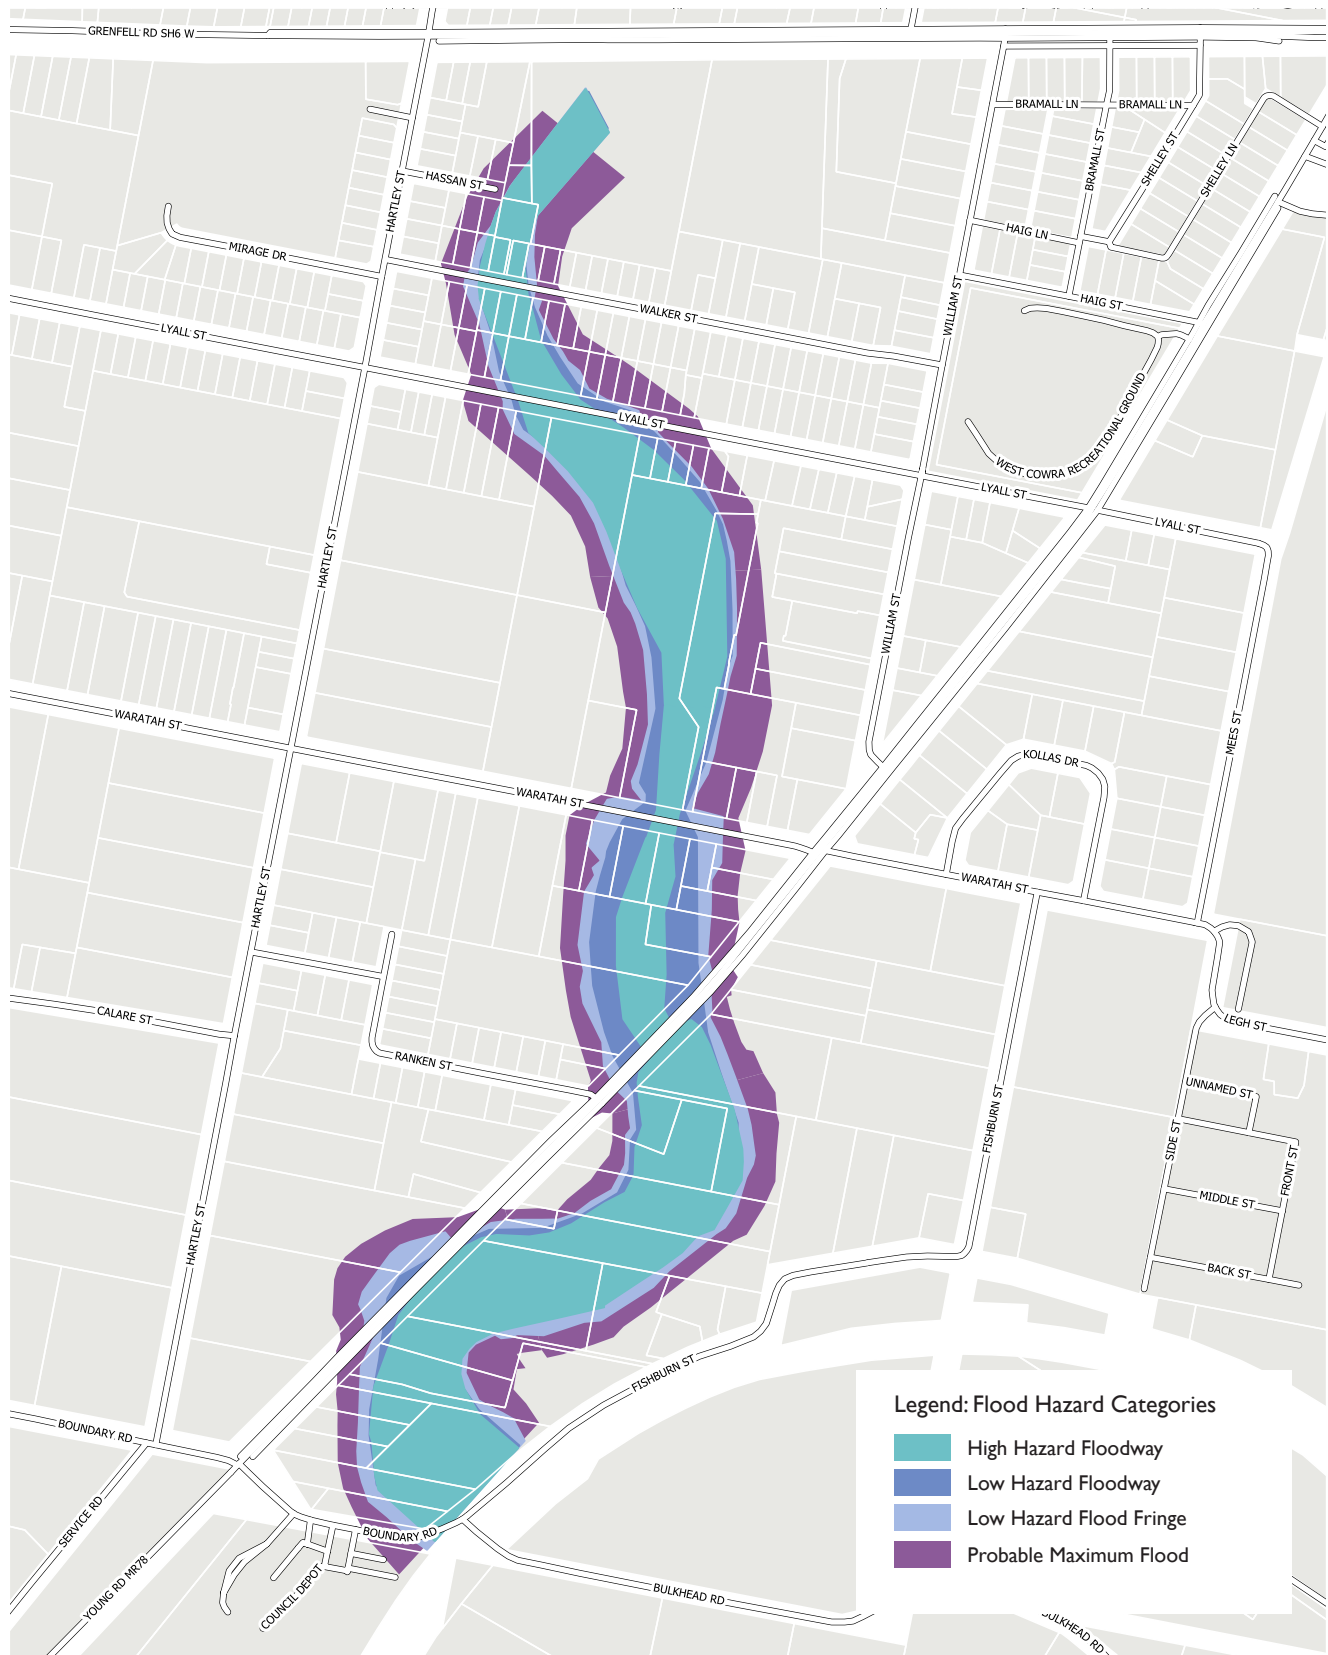 GRENFELL RD SH6 W
BRAMALL LN
BRAMALL LN
BRAMALL ST
SHELLEY ST
SHELLEY LN
HASSAN ST
HARTLEY ST
HAIG LN
MIRAGE DR
WALKER ST
WILLIAM ST
HAIG ST
LYALL ST
LYALL ST
WEST COWRA RECREATIONAL GROUND
LYALL ST
LYALL ST
HARTLEY ST
WILLIAM ST
WARATAH ST
MEES ST
KOLLAS DR
WARATAH ST
WARATAH ST
HARTLEY ST
CALARE ST
LEGH ST
RANKEN ST
UNNAMED ST
FISHBURN ST
SIDE ST
FRONT ST
MIDDLE ST
HARTLEY ST
BACK ST
FISHBURN ST
BOUNDARY RD
SERVICE RD
BOUNDARY RD
YOUNG RD MR78
COUNCIL DEPOT
BULKHEAD RD
BULKHEAD RD
Legend: Flood Hazard Categories
High Hazard Floodway
Low Hazard Floodway
Low Hazard Flood Fringe
Probable Maximum Flood